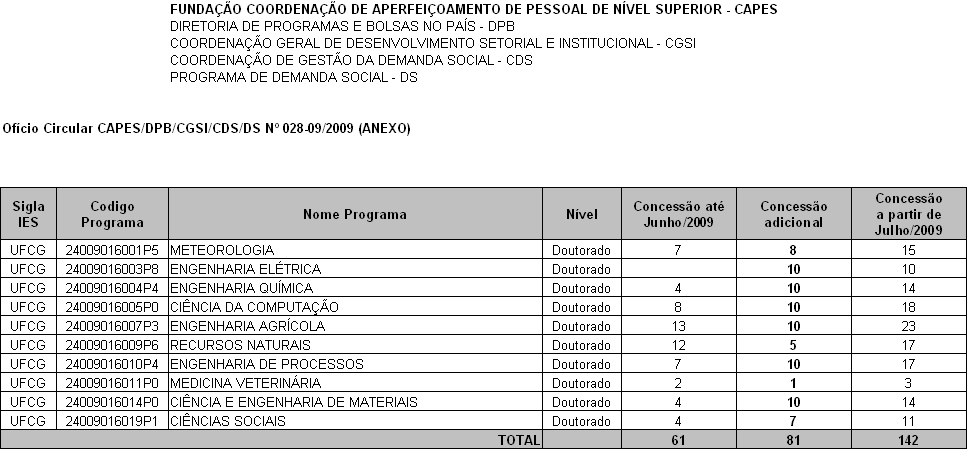 FUNDAÇÃO COORDENAÇÃO DE APERFEIÇOAMENTO DE PESSOAL DE NÍVEL SUPERIOR - CAPES
DIRETORIA DE PROGRAMAS E BOLSAS NO PAÍS - DPB
COORDENAÇÃO GERAL DE DESENVOLVIMENTO SETORIAL E INSTITUCIONAL - CGSI
COORDENAÇÃO DE GESTÃO DA DEMANDA SOCIAL - CDS
PROGRAMA DE DEMANDA SOCIAL - DS
Ofício Circular CAPES/DPB/CGSI/CDS/DS Nº 028-09/2009 (ANEXO)
Sigla IES Codigo Programa Nome Programa Nível Concessão até Junho/2009 Concessão adicional Concessão a partir de Julho/2009
UFCG 24009016001P5 METEOROLOGIA Doutorado 7 8 15
UFCG 24009016003P8 ENGENHARIA ELÉTRICA Doutorado 10 10
UFCG 24009016004P4 ENGENHARIA QUÍMICA Doutorado 4 10 14
UFCG 24009016005P0 CIÊNCIA DA COMPUTAÇÃO Doutorado 8 10 18
UFCG 24009016007P3 ENGENHARIA AGRÍCOLA Doutorado 13 10 23
UFCG 24009016009P6 RECURSOS NATURAIS Doutorado 12 5 17
UFCG 24009016010P4 ENGENHARIA DE PROCESSOS Doutorado 7 10 17
UFCG 24009016011P0 MEDICINA VETERINÁRIA Doutorado 2 1 3
UFCG 24009016014P0 CIÊNCIA E ENGENHARIA DE MATERIAIS Doutorado 4 10 14
UFCG 24009016019P1 CIÊNCIAS SOCIAIS Doutorado 4 7 11
TOTAL 61 81 142